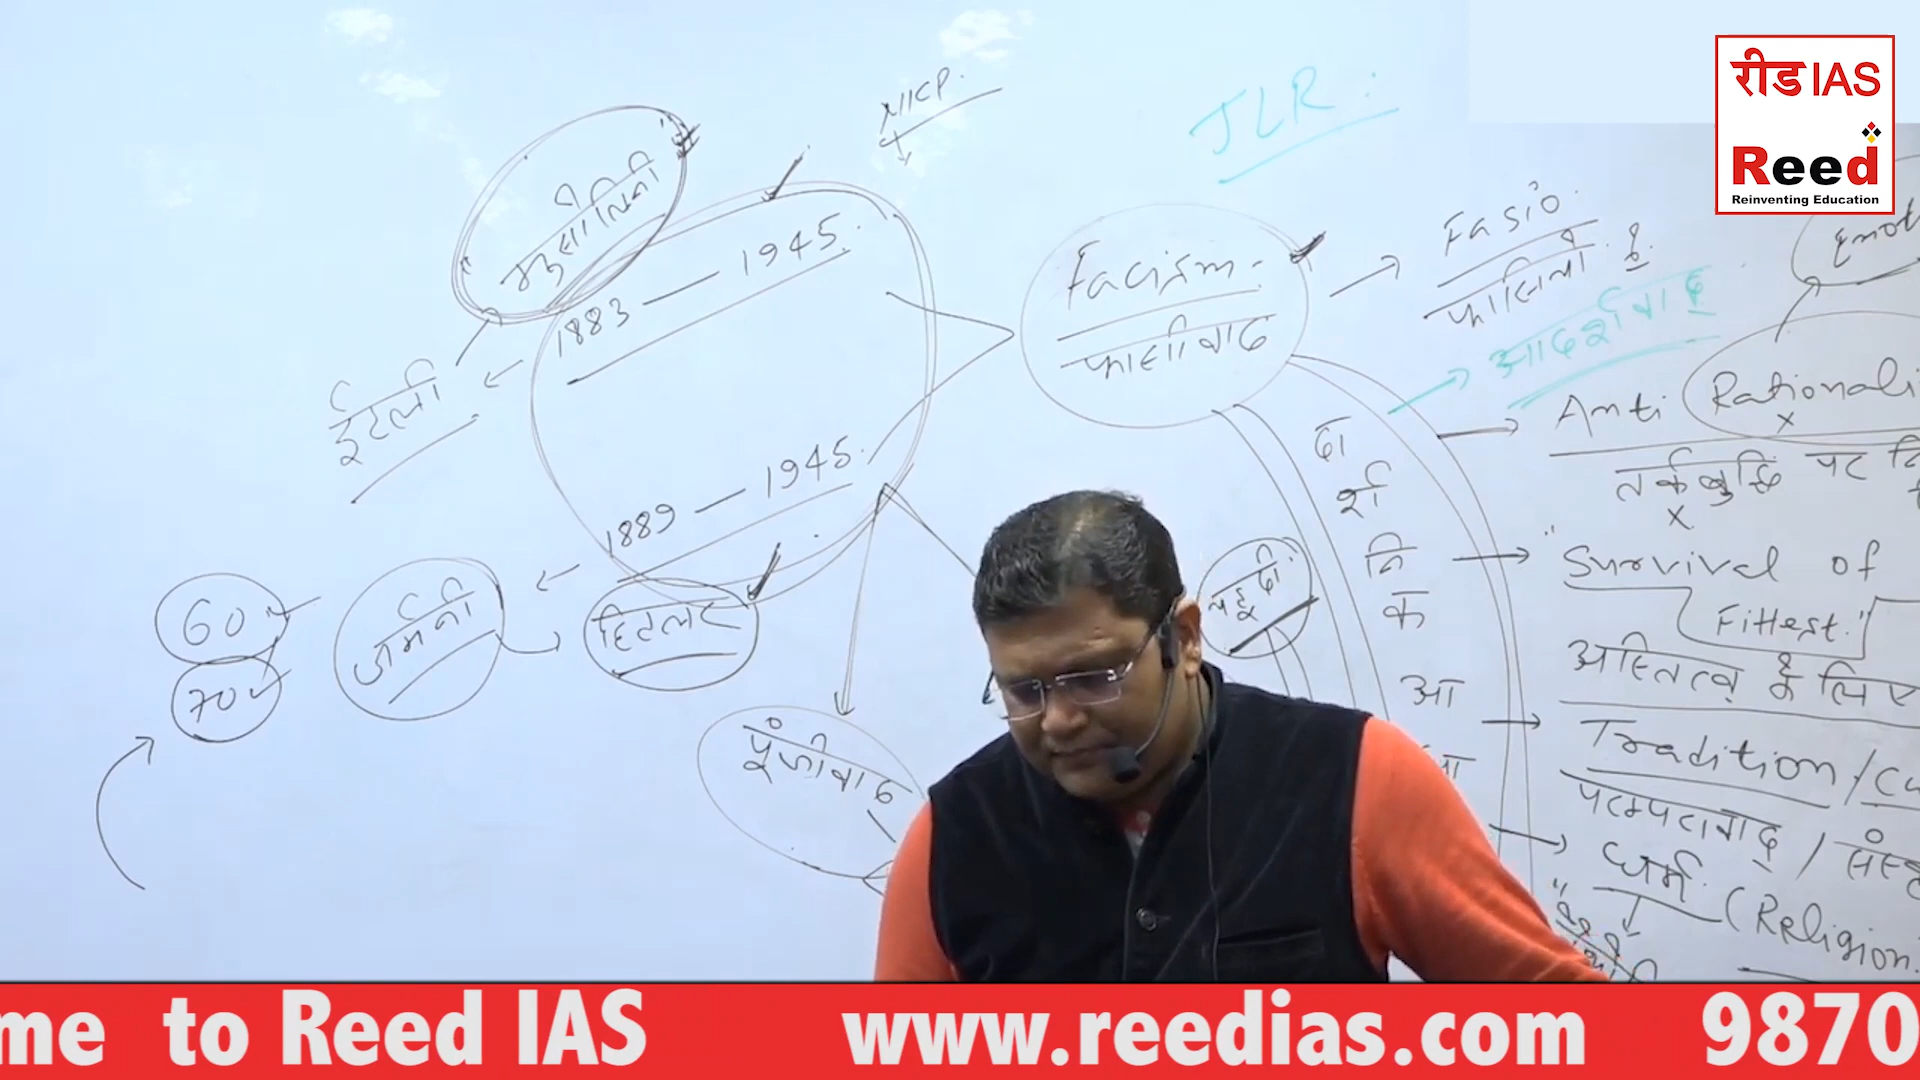 रीड IAS
Reed
Reinventing Education
JLR:
मुसोलिनी
1883 — 1945.
ईटली
1889 — 1945.
हिटलर
जर्मनी
60
70
पूंजीवाद
यहूदी
Facism
फासीवाद
Fasio
फासियो
आदर्शवाद
दार्शनिक आ
Anti Rationali
तर्कबुद्धि पर
"Survival of
Fittest."
अस्तित्व के लिए
Tradition/
परम्परावाद/
धर्म (Religion
me to Reed IAS www.reedias.com 9870